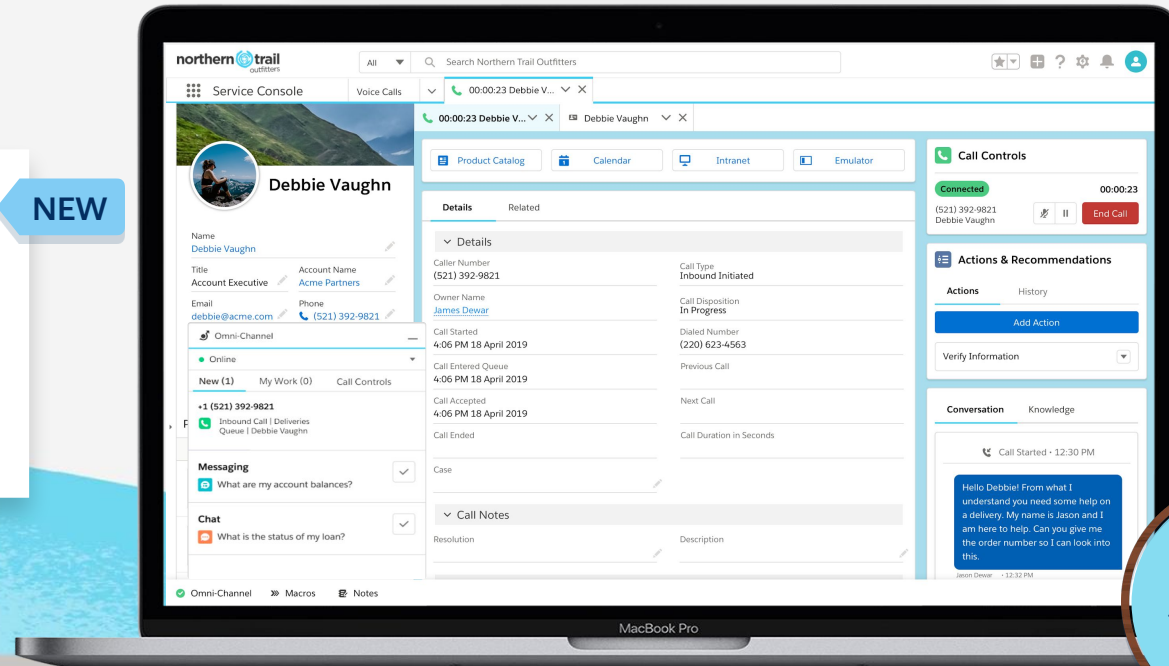 NEW
northern trail
outfitters
All
Search Northern Trail Outfitters
Service Console
Voice Calls
00:00:23 Debbie V...
00:00:23 Debbie V...
Debbie Vaughn
Debbie Vaughn
Name
Debbie Vaughn
Title
Account Executive
Account Name
Acme Partners
Email
debbie@acme.com
Phone
(521) 392-9821
Omni-Channel
Online
New (1)
My Work (0)
Call Controls
+1 (521) 392-9821
Inbound Call | Deliveries
Queue | Debbie Vaughn
Messaging
What are my account balances?
Chat
What is the status of my loan?
Product Catalog
Calendar
Intranet
Emulator
Details
Related
Details
Caller Number
(521) 392-9821
Call Type
Inbound Initiated
Owner Name
James Dewar
Call Disposition
In Progress
Call Started
4:06 PM 18 April 2019
Dialed Number
(220) 623-4563
Call Entered Queue
4:06 PM 18 April 2019
Previous Call
Call Accepted
4:06 PM 18 April 2019
Next Call
Call Ended
Call Duration in Seconds
Case
Call Notes
Resolution
Description
Call Controls
Connected
00:00:23
(521) 392-9821
Debbie Vaughn
End Call
Actions & Recommendations
Actions
History
Add Action
Verify Information
Conversation
Knowledge
Call Started • 12:30 PM
Hello Debbie! From what I
understand you need some help on
a delivery. My name is Jason and I
am here to help. Can you give me
the order number so I can look into
this.
Jason Dewar • 12:32 PM
Omni-Channel
Macros
Notes
MacBook Pro